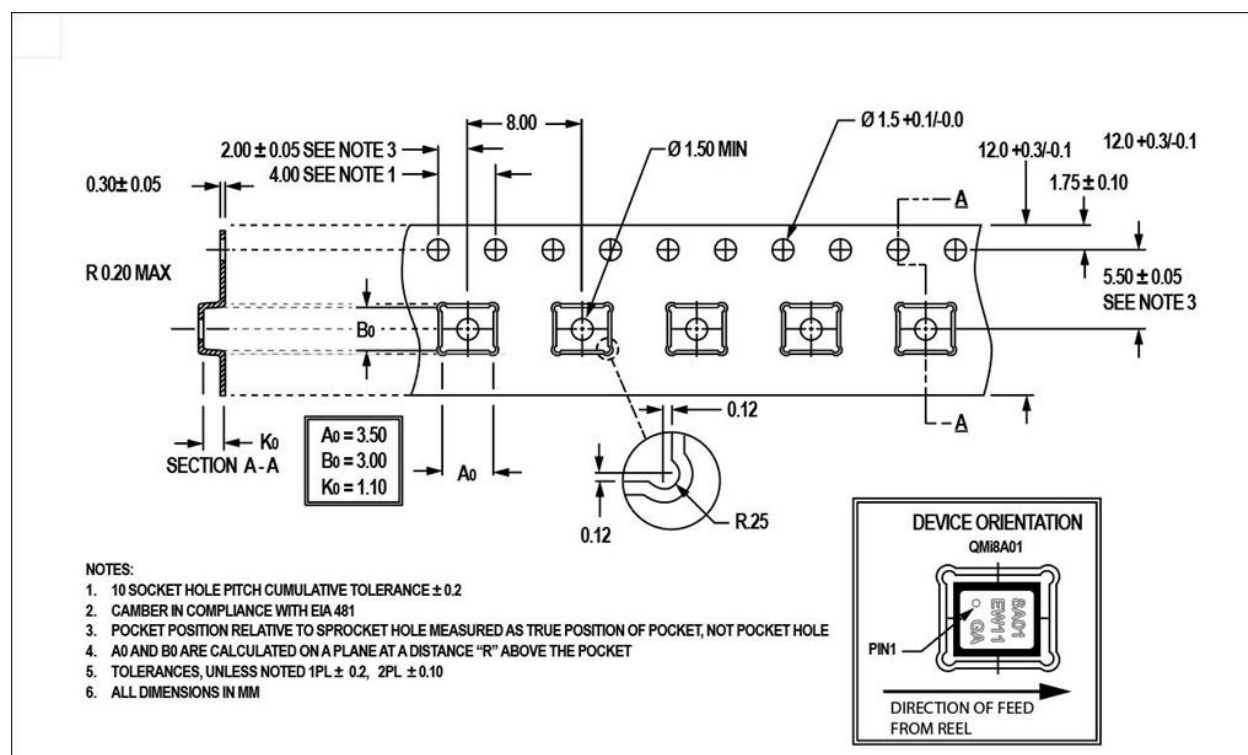 8.00
Ø 1.5 +0.1/-0.0
2.00 ± 0.05 SEE NOTE 3
Ø 1.50 MIN
12.0 +0.3/-0.1
12.0 +0.3/-0.1
4.00 SEE NOTE 1
0.30± 0.05
1.75 ± 0.10
A
R 0.20 MAX
5.50 ± 0.05
SEE NOTE 3
B0
0.12
A
K0
SECTION A - A
A0 = 3.50
B0 = 3.00
K0 = 1.10
A0
R.25
0.12
DEVICE ORIENTATION
QMi8A01
8A01
EW11
GA
PIN1
DIRECTION OF FEED
FROM REEL
NOTES:
1. 10 SOCKET HOLE PITCH CUMULATIVE TOLERANCE ± 0.2
2. CAMBER IN COMPLIANCE WITH EIA 481
3. POCKET POSITION RELATIVE TO SPROCKET HOLE MEASURED AS TRUE POSITION OF POCKET, NOT POCKET HOLE
4. A0 AND B0 ARE CALCULATED ON A PLANE AT A DISTANCE “R” ABOVE THE POCKET
5. TOLERANCES, UNLESS NOTED 1PL ± 0.2, 2PL ± 0.10
6. ALL DIMENSIONS IN MM